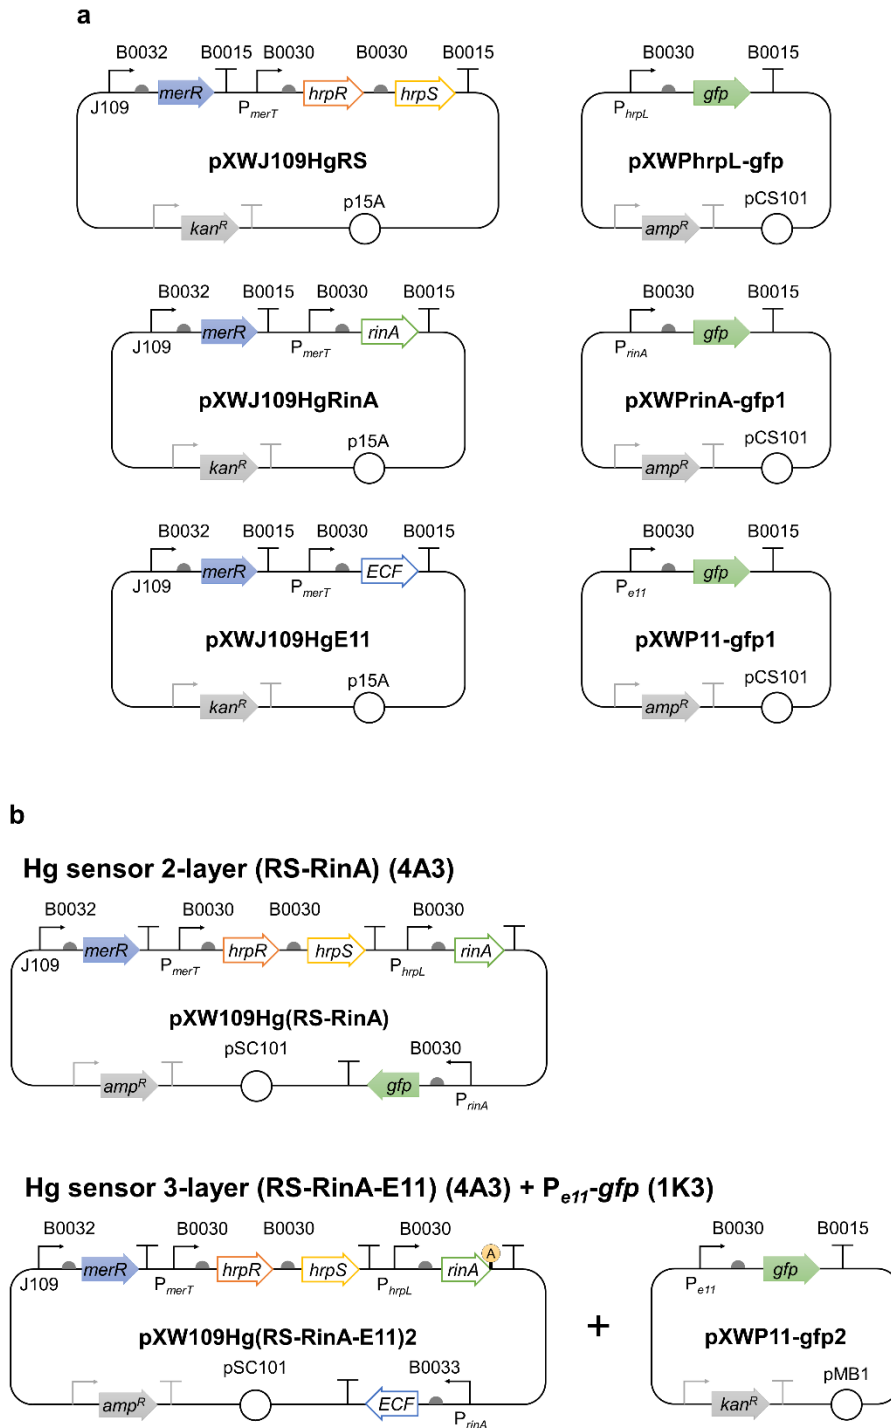 a
B0032 B0015 B0030 B0030 B0015
J109 merR PmerT hrpR hrpS
pXWJ109HgRS
kanR p15A
B0030 B0015
PhrpL gfp
pXWPhrpL-gfp
ampR pCS101
B0032 B0015 B0030 B0015
J109 merR PmerT rinA
pXWJ109HgRinA
kanR p15A
B0030 B0015
PrinA gfp
pXWPrinA-gfp1
ampR pCS101
B0032 B0015 B0030 B0015
J109 merR PmerT ECF
pXWJ109HgE11
kanR p15A
B0030 B0015
Pe11 gfp
pXWP11-gfp1
ampR pCS101
b
Hg sensor 2-layer (RS-RinA) (4A3)
B0032 B0030 B0030 B0030
J109 merR PmerT hrpR hrpS PhrpL rinA
pXW109Hg(RS-RinA)
pSC101 B0030
ampR gfp PrinA
Hg sensor 3-layer (RS-RinA-E11) (4A3) + Pe11-gfp (1K3)
B0032 B0030 B0030 B0030
J109 merR PmerT hrpR hrpS PhrpL rinA A
pXW109Hg(RS-RinA-E11)2
pSC101 B0033
ampR ECF PrinA
+
B0030 B0015
Pe11 gfp
pXWP11-gfp2
kanR pMB1